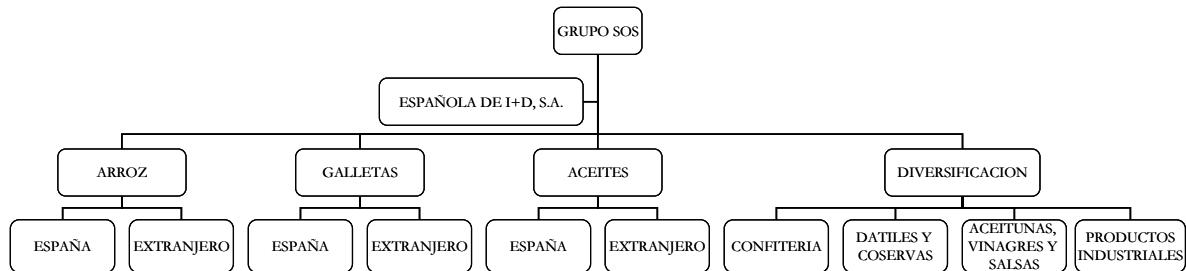 GRUPO SOS
ESPAÑOLA DE I+D, S.A.
ARROZ
GALLETAS
ACEITES
DIVERSIFICACION
ESPAÑA
EXTRANJERO
ESPAÑA
EXTRANJERO
ESPAÑA
EXTRANJERO
CONFITERIA
DATILES Y
COSERVAS
ACEITUNAS,
VINAGRES Y
SALSAS
PRODUCTOS
INDUSTRIALES